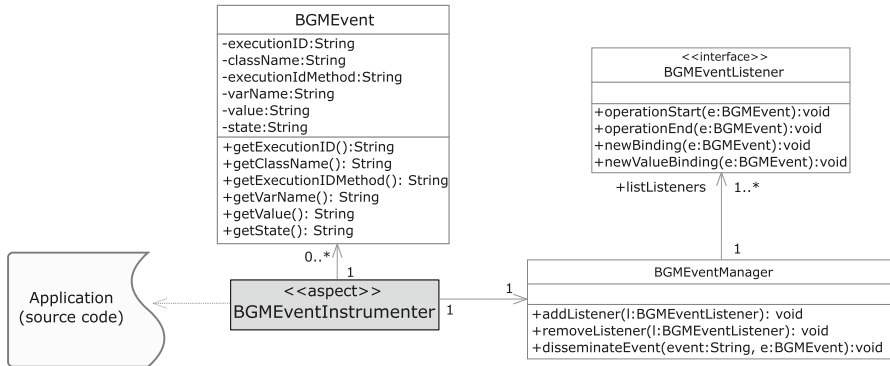 BGMEvent
-executionID:String
-className:String
-executionIdMethod:String
-varName:String
-value:String
-state:String
+getExecutionID():String
+getClassName(): String
+getExecutionIDMethod(): String
+getVarName(): String
+getValue(): String
+getState(): String
<<interface>>
BGMEventListener
+operationStart(e:BGMEvent):void
+operationEnd(e:BGMEvent):void
+newBinding(e:BGMEvent):void
+newValueBinding(e:BGMEvent):void
+listListeners 1..*
1
0..*
1
Application
(source code)
<<aspect>>
BGMEventInstrumenter
1
1
BGMEventManager
+addListener(l:BGMEventListener): void
+removeListener(l:BGMEventListener): void
+disseminateEvent(event:String, e:BGMEvent):void